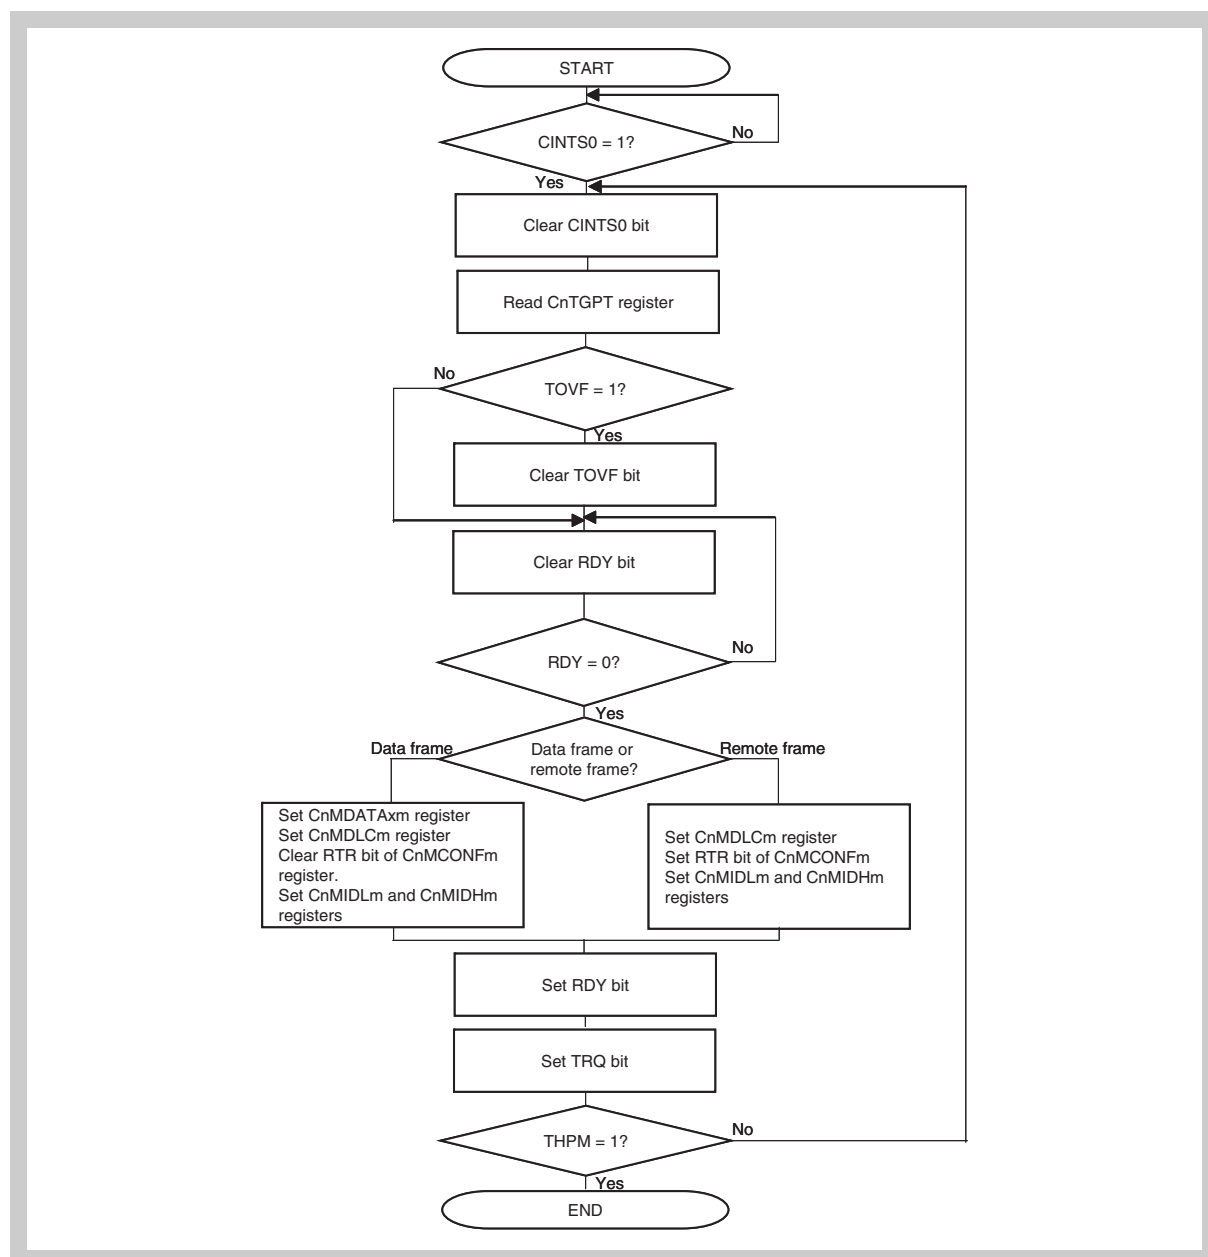 START
CINTS0 = 1?
No
Yes
Clear CINTS0 bit
Read CnTGPT register
No
TOVF = 1?
Yes
Clear TOVF bit
Clear RDY bit
No
RDY = 0?
Yes
Data frame
Data frame or
remote frame?
Remote frame
Set CnMDATAxm register
Set CnMDLCm register
Clear RTR bit of CnMCONFm
register.
Set CnMIDLm and CnMIDHm
registers
Set CnMDLCm register
Set RTR bit of CnMCONFm
Set CnMIDLm and CnMIDHm
registers
Set RDY bit
Set TRQ bit
THPM = 1?
No
Yes
END